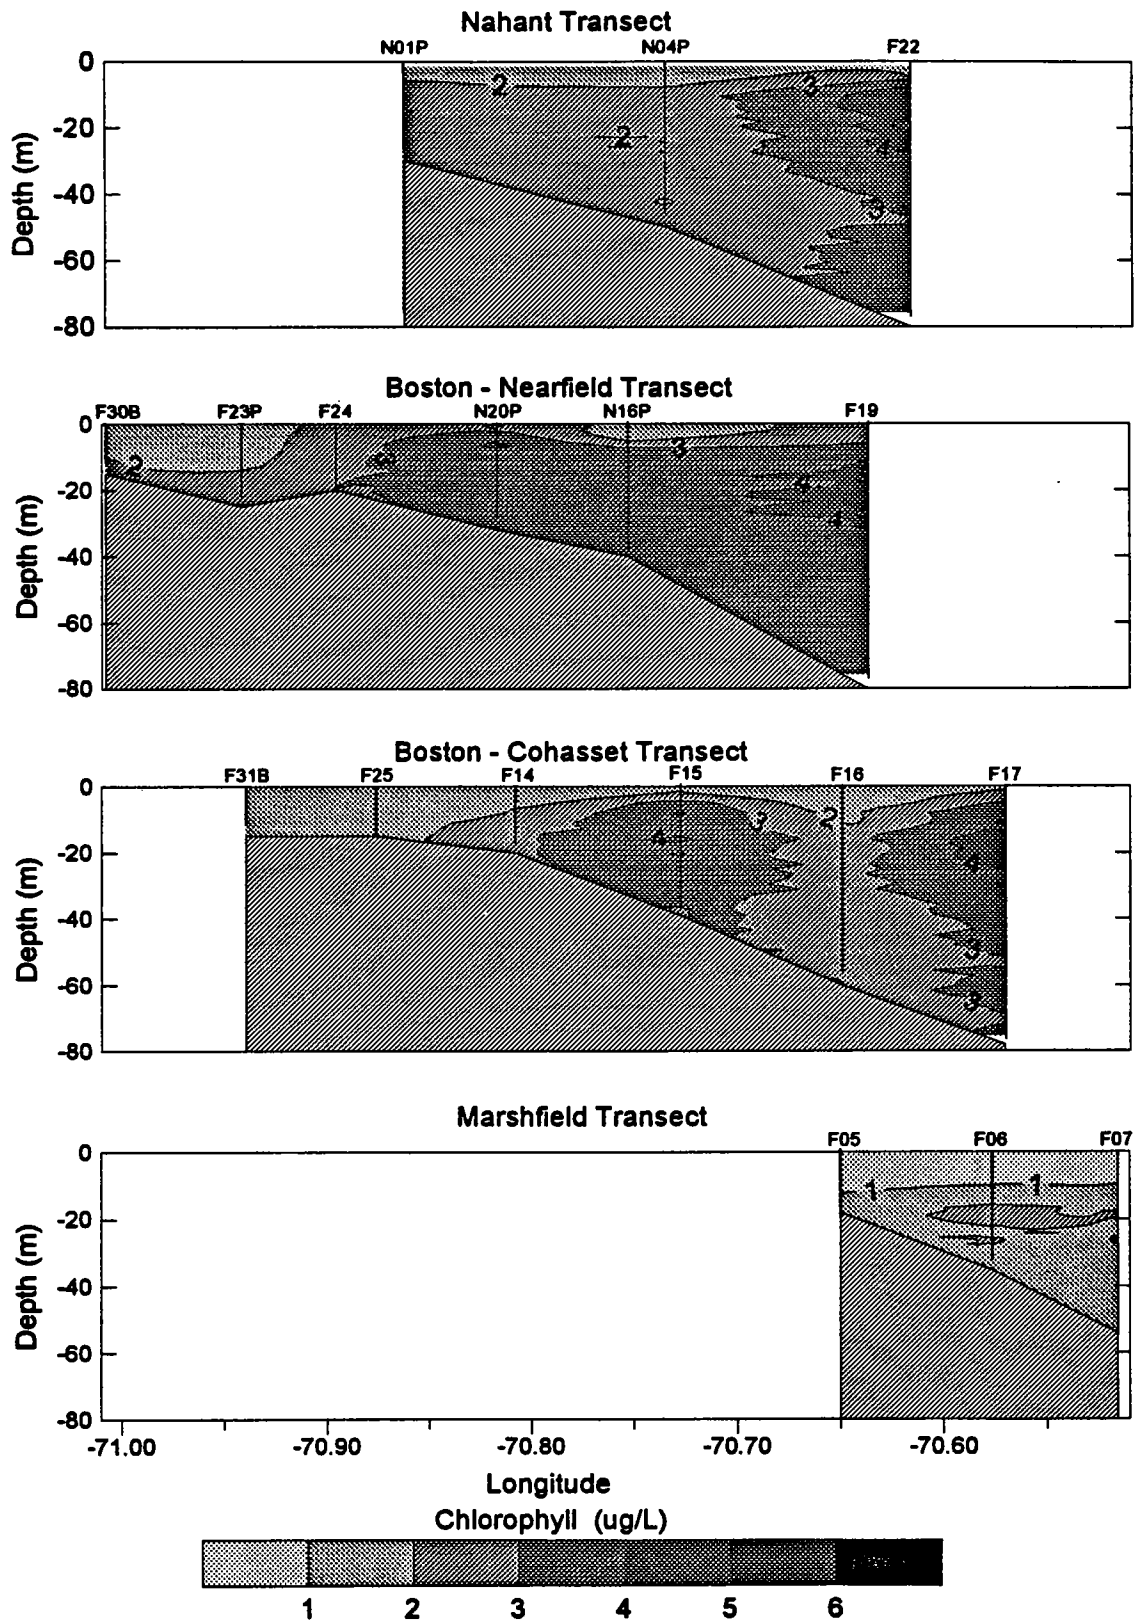 Nahant Transect
N01P N04P F22
0
-20
-40
-60
-80
Depth (m)
2
3
2
4
3
Boston - Nearfield Transect
F30B F23P F24 N20P N16P F19
0
-20
-40
-60
-80
Depth (m)
2
3
3
4
4
Boston - Cohasset Transect
F31B F25 F14 F15 F16 F17
0
-20
-40
-60
-80
Depth (m)
3
2
4
4
3
3
Marshfield Transect
F05 F06 F07
0
-20
-40
-60
-80
Depth (m)
1
1
-71.00 -70.90 -70.80 -70.70 -70.60
Longitude
Chlorophyll (ug/L)
1 2 3 4 5 6